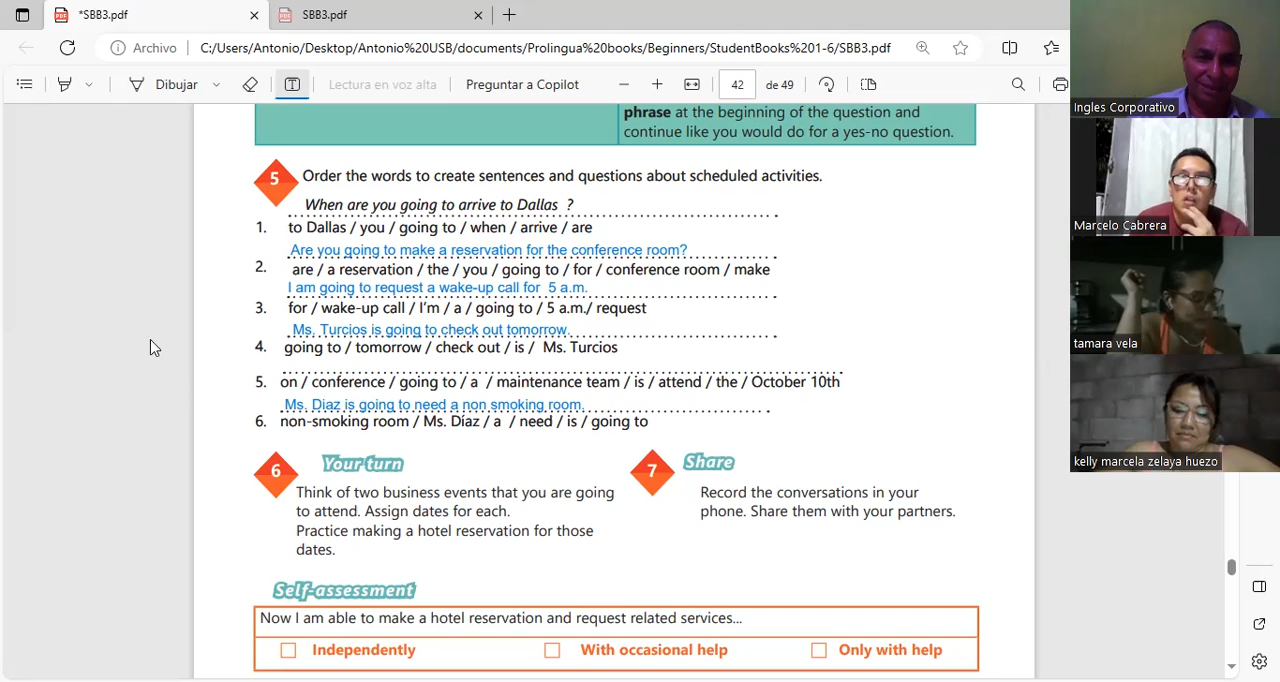 *SBB3.pdf
SBB3.pdf
Archivo
C:/Users/Antonio/Desktop/Antonio%20USB/documents/Prolingua%20books/Beginners/StudentBooks%201-6/SBB3.pdf
Dibujar
Lectura en voz alta
Preguntar a Copilot
42
de 49
Ingles Corporativo
Marcelo Cabrera
tamara vela
kelly marcela zelaya huezo
phrase at the beginning of the question and
continue like you would do for a yes-no question.
5 Order the words to create sentences and questions about scheduled activities.
When are you going to arrive to Dallas ?
1. to Dallas / you / going to / when / arrive / are
Are you going to make a reservation for the conference room?
2. are / a reservation / the / you / going to / for / conference room / make
I am going to request a wake-up call for 5 a.m.
3. for / wake-up call / I'm / a / going to / 5 a.m./ request
Ms. Turcios is going to check out tomorrow.
4. going to / tomorrow / check out / is / Ms. Turcios
5. on / conference / going to / a / maintenance team / is / attend / the / October 10th
Ms. Diaz is going to need a non smoking room.
6. non-smoking room / Ms. Díaz / a / need / is / going to
6 Your turn
Think of two business events that you are going
to attend. Assign dates for each.
Practice making a hotel reservation for those
dates.
7 Share
Record the conversations in your
phone. Share them with your partners.
Self-assessment
Now I am able to make a hotel reservation and request related services...
Independently
With occasional help
Only with help